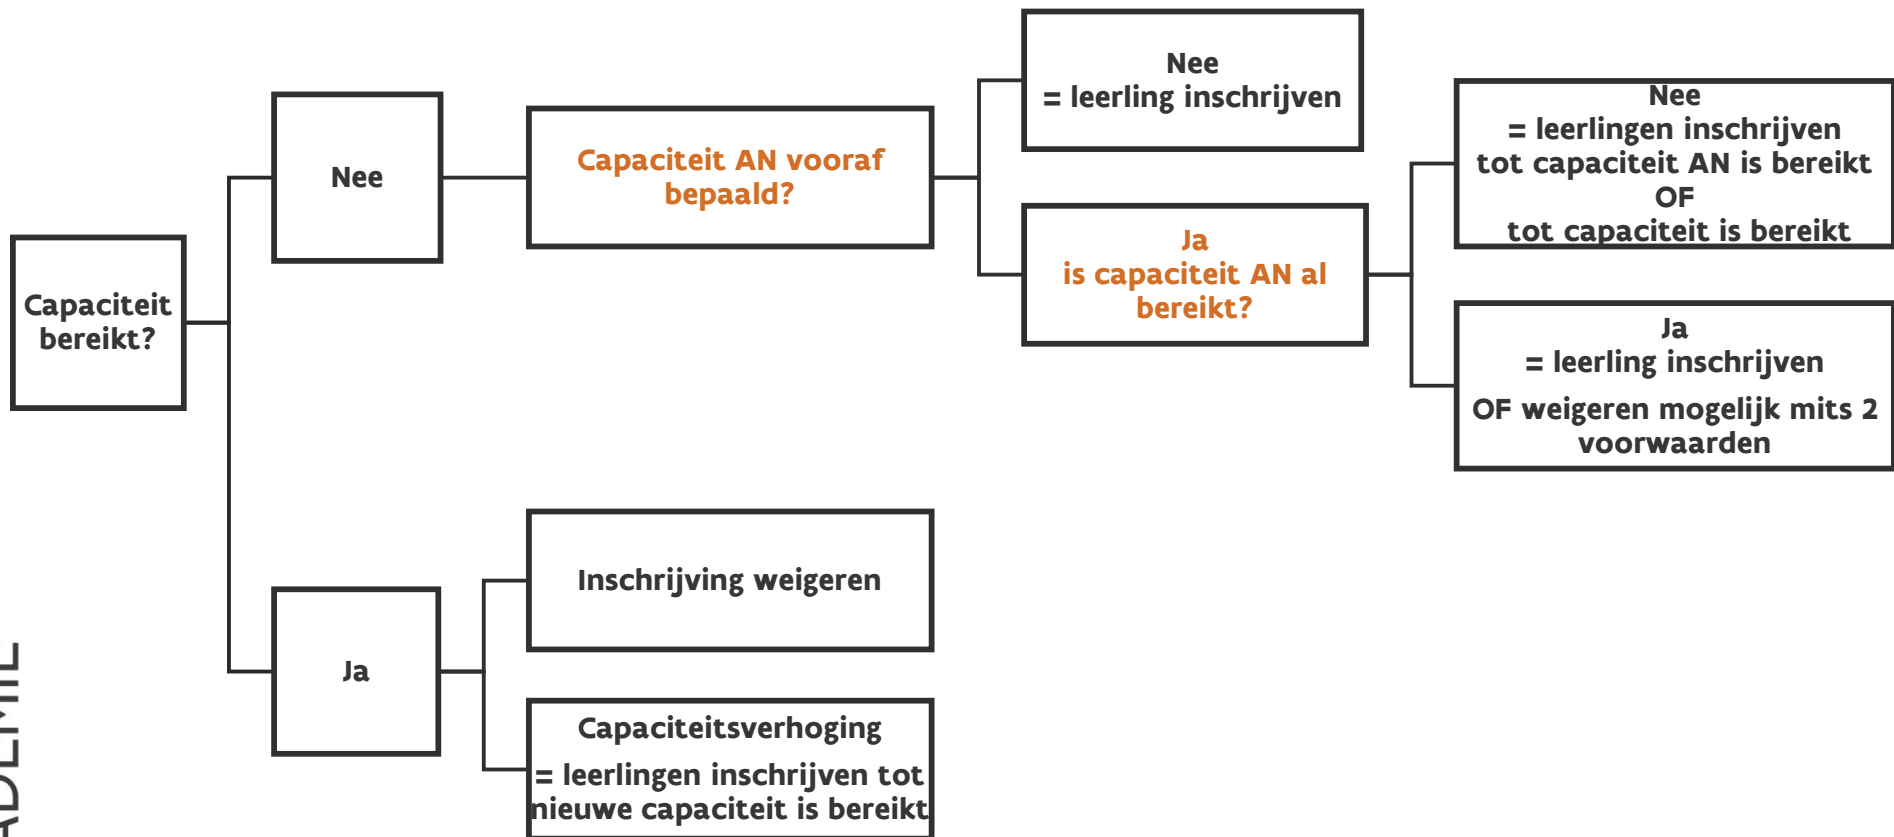 Capaciteit
bereikt?
Nee
Capaciteit AN vooraf
bepaald?
Nee
= leerling inschrijven
Ja
is capaciteit AN al
bereikt?
Nee
= leerlingen inschrijven
tot capaciteit AN is bereikt
OF
tot capaciteit is bereikt
Ja
= leerling inschrijven
OF weigeren mogelijk mits 2
voorwaarden
Ja
Inschrijving weigeren
Capaciteitsverhoging
= leerlingen inschrijven tot
nieuwe capaciteit is bereikt